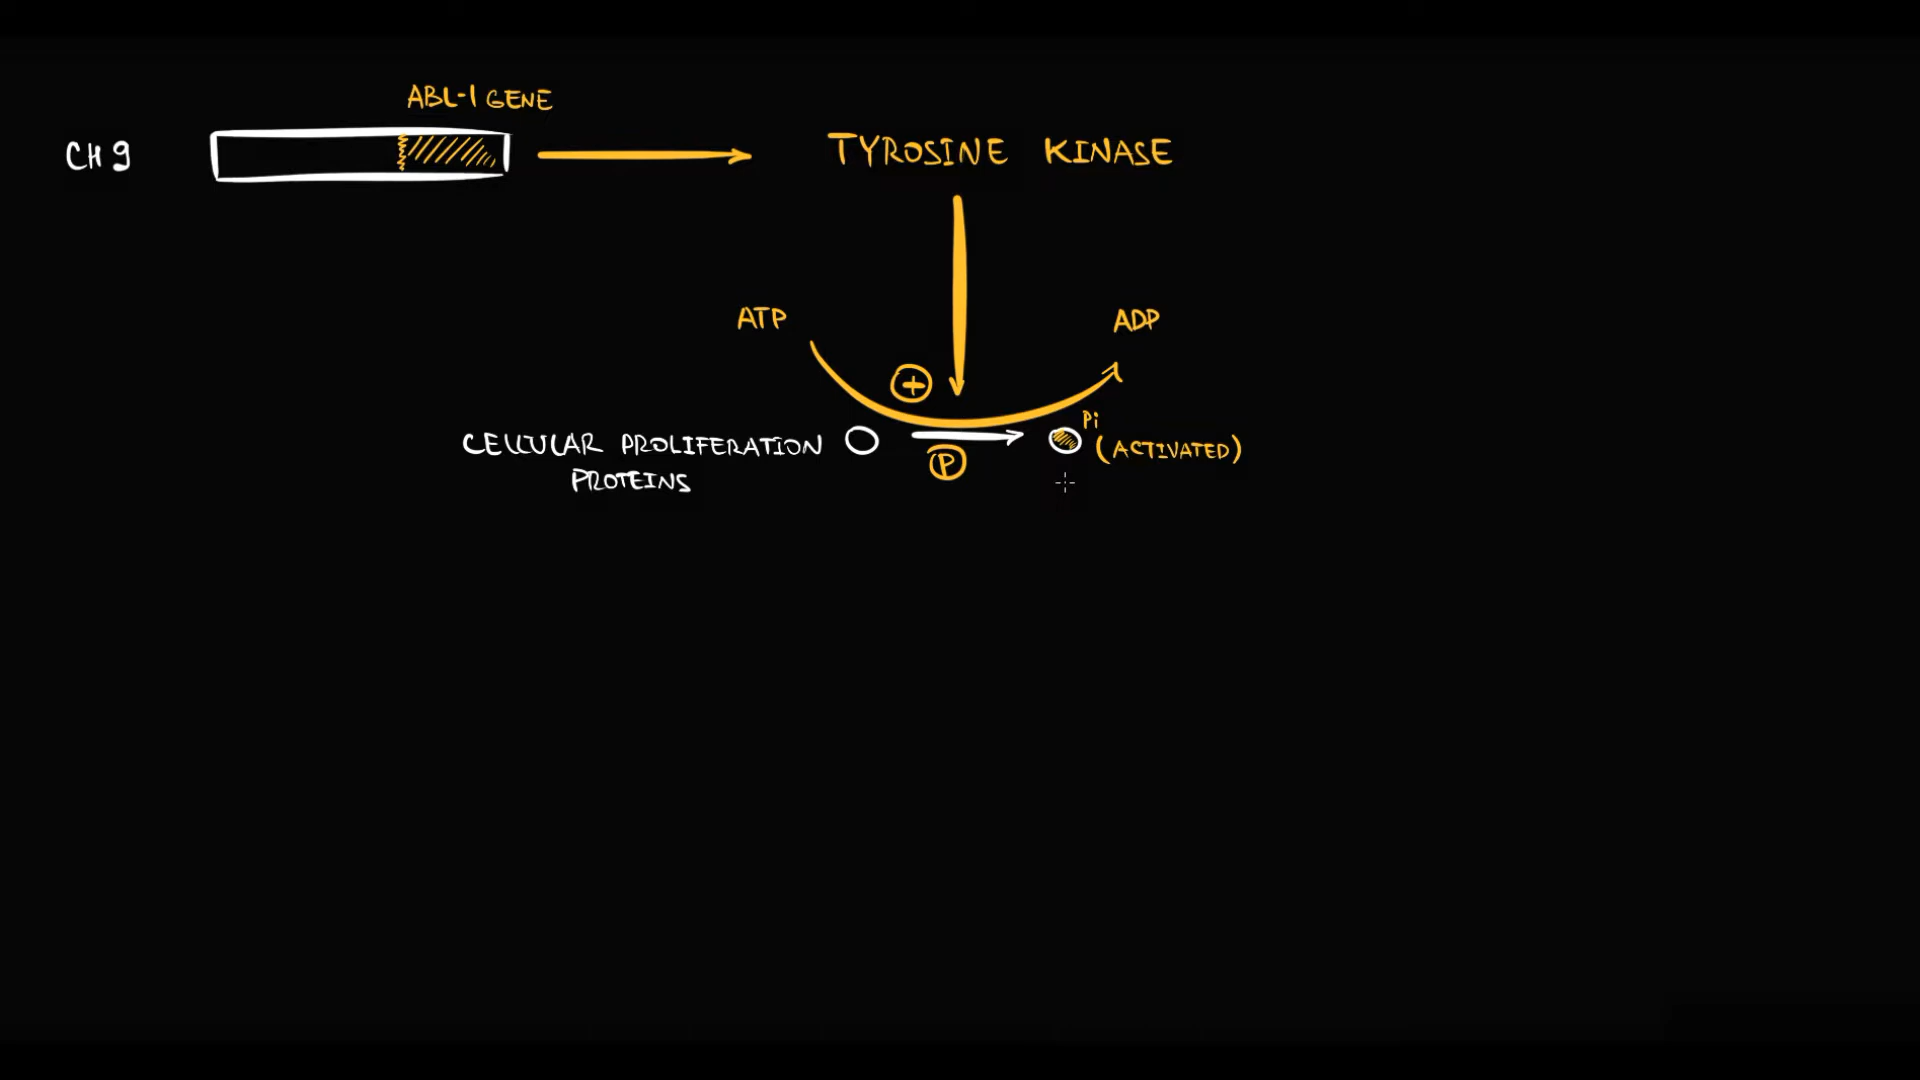 ABL-1 GENE
CH 9
TYROSINE KINASE
ATP
ADP
+
Pi
CELLULAR PROLIFERATION
PROTEINS
P
(ACTIVATED)